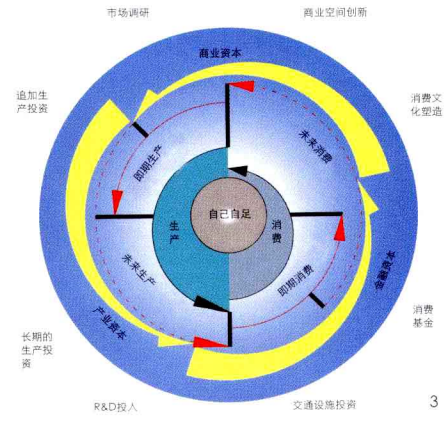 市场调研
商业空间创新
商业资本
追加生
产投资
消费文
化塑造
即期生产
未来消费
自己自足
生产
消费
未来生产
即期消费
产业资本
金融资本
长期的
生产投
资
消费
基金
R&D投入
交通设施投资
3